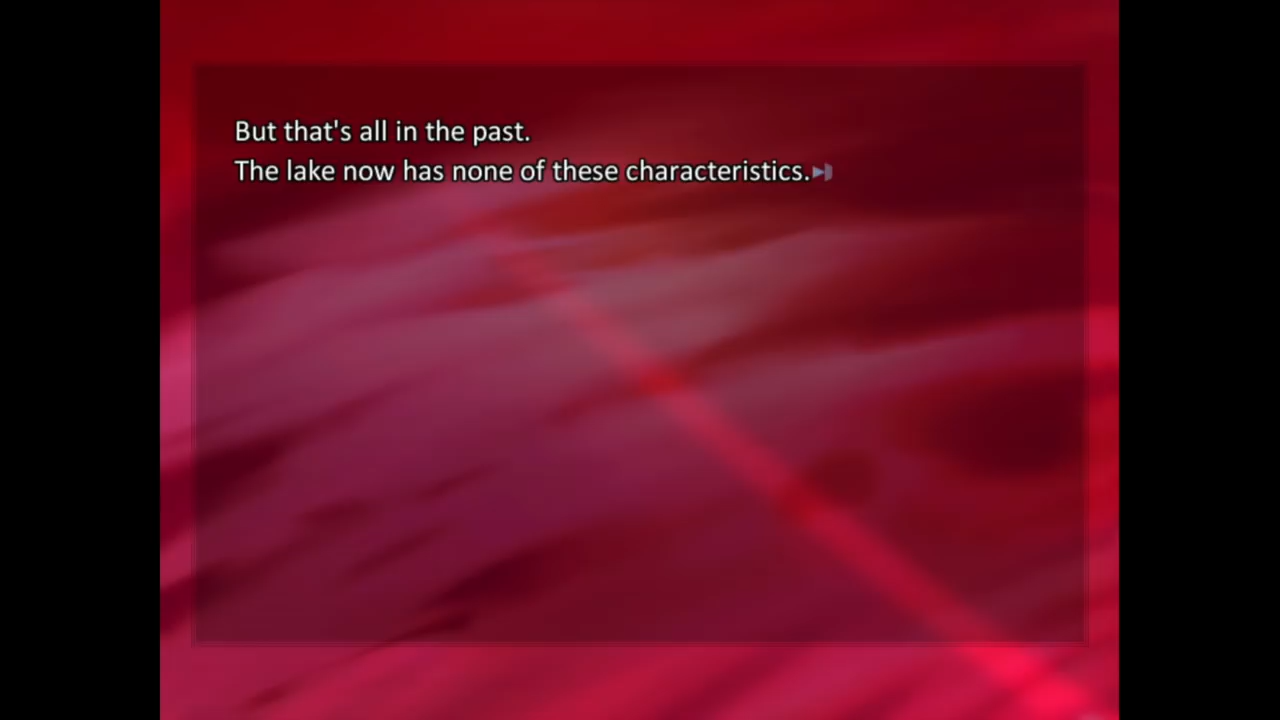 But that's all in the past.
The lake now has none of these characteristics.